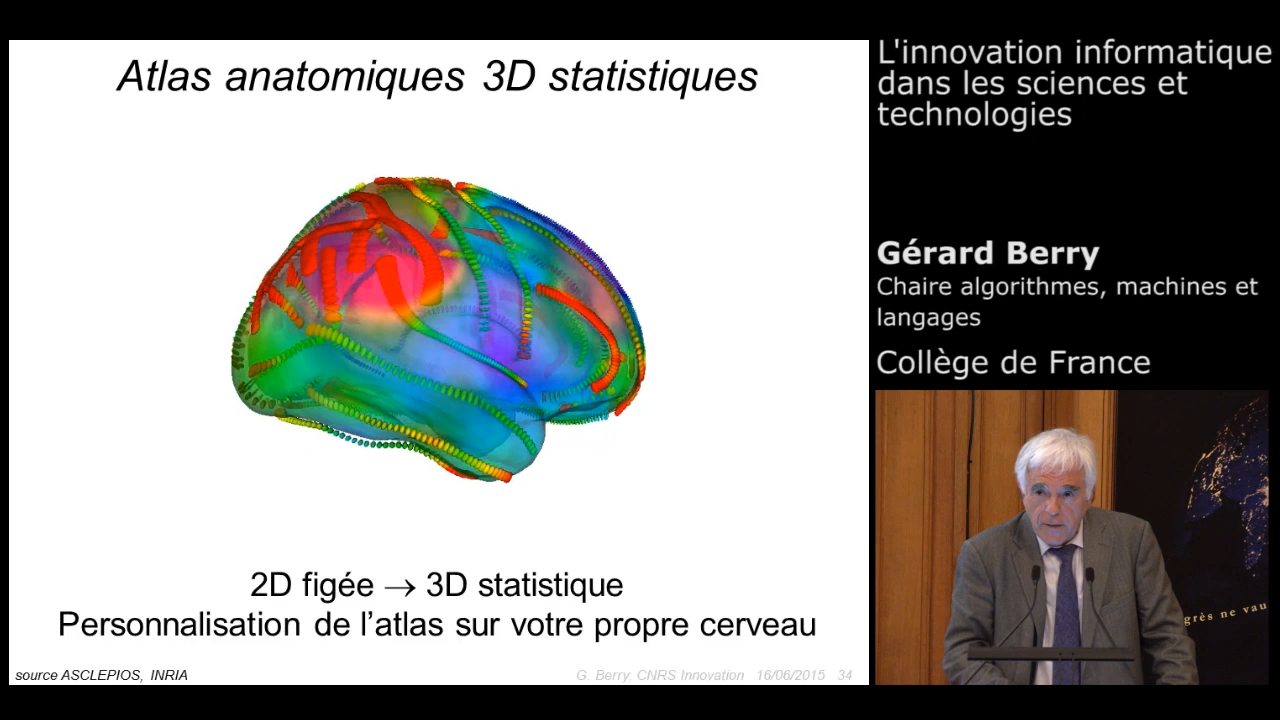 Atlas anatomiques 3D statistiques
2D figée → 3D statistique
Personnalisation de l’atlas sur votre propre cerveau
source ASCLEPIOS, INRIA
G. Berry, CNRS Innovation 16/06/2015 34
L'innovation informatique
dans les sciences et
technologies
Gérard Berry
Chaire algorithmes, machines et
langages
Collège de France
grès ne vau